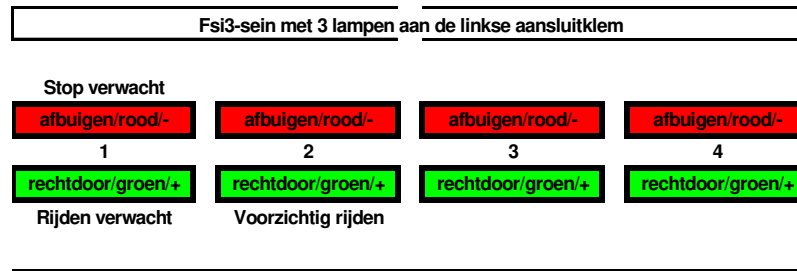 Fsi3-sein met 3 lampen aan de linkse aansluitklem
Stop verwacht
afbuigen/rood/- afbuigen/rood/- afbuigen/rood/- afbuigen/rood/-
1 2 3 4
rechtdoor/groen/+ rechtdoor/groen/+ rechtdoor/groen/+ rechtdoor/groen/+
Rijden verwacht Voorzichtig rijden